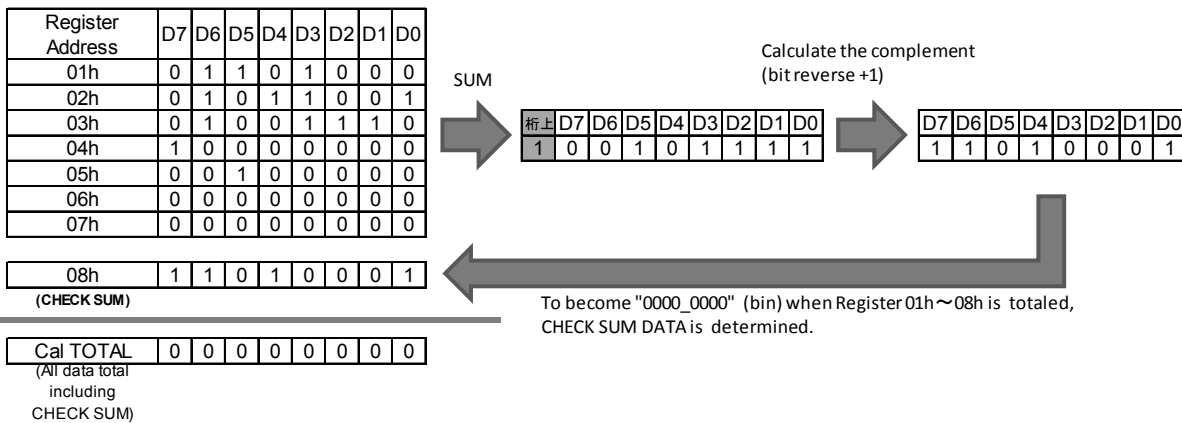 Register Address D7 D6 D5 D4 D3 D2 D1 D0
01h 0 1 1 0 1 0 0 0
02h 0 1 0 1 1 0 0 1
03h 0 1 0 0 1 1 1 0
04h 1 0 0 0 0 0 0 0
05h 0 0 1 0 0 0 0 0
06h 0 0 0 0 0 0 0 0
07h 0 0 0 0 0 0 0 0
SUM
桁上 D7 D6 D5 D4 D3 D2 D1 D0
1 0 0 1 0 1 1 1 1
Calculate the complement
(bit reverse +1)
D7 D6 D5 D4 D3 D2 D1 D0
1 1 0 1 0 0 0 1
08h 1 1 0 1 0 0 0 1
(CHECK SUM)
To become "0000_0000" (bin) when Register 01h～08h is totaled,
CHECK SUM DATA is determined.
Cal TOTAL 0 0 0 0 0 0 0 0
(All data total
including
CHECK SUM)